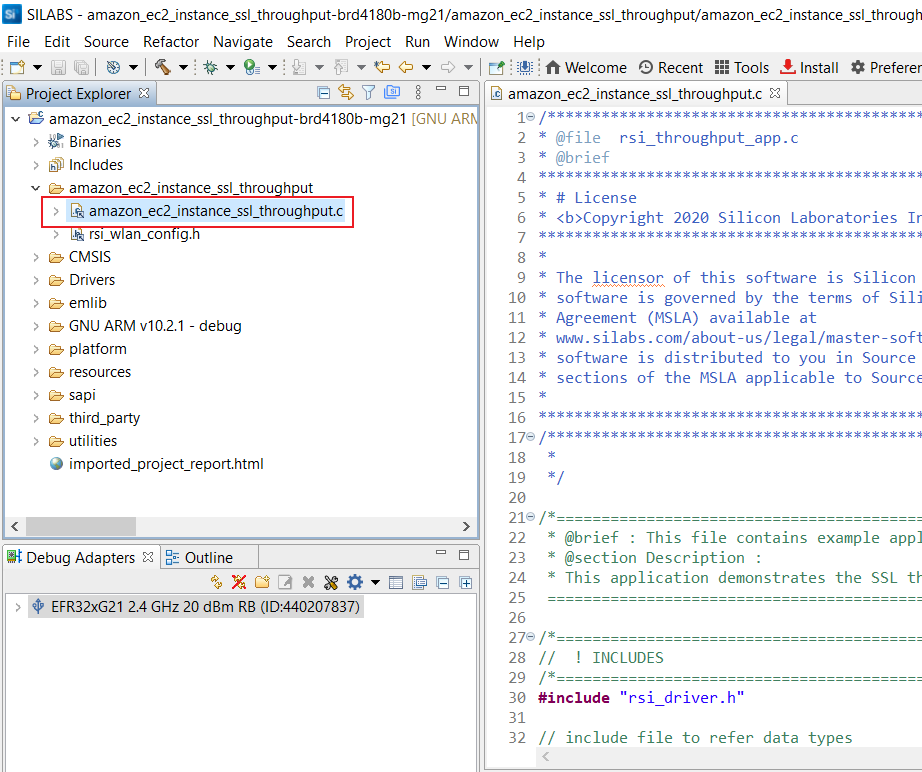 SILABS - amazon_ec2_instance_ssl_throughput-brd4180b-mg21/amazon_ec2_instance_ssl_throughput/amazon_ec2_instance_ssl_through
File Edit Source Refactor Navigate Search Project Run Window Help
Welcome Recent Tools Install Preferen
Project Explorer
amazon_ec2_instance_ssl_throughput-brd4180b-mg21 [GNU ARM
Binaries
Includes
amazon_ec2_instance_ssl_throughput
amazon_ec2_instance_ssl_throughput.c
rsi_wlan_config.h
CMSIS
Drivers
emlib
GNU ARM v10.2.1 - debug
platform
resources
sapi
third_party
utilities
imported_project_report.html
Debug Adapters Outline
EFR32xG21 2.4 GHz 20 dBm RB (ID:440207837)
amazon_ec2_instance_ssl_throughput.c
1 /*******************************************
2 * @file rsi_throughput_app.c
3 * @brief
4 *******************************************
5 * # License
6 * <b>Copyright 2020 Silicon Laboratories In
7 *******************************************
8 *
9 * The licensor of this software is Silicon
10 * software is governed by the terms of Sili
11 * Agreement (MSLA) available at
12 * www.silabs.com/about-us/legal/master-soft
13 * software is distributed to you in Source
14 * sections of the MSLA applicable to Source
15 *
16 *******************************************
17 /*******************************************
18 *
19 */
20
21 /*==========================================
22 * @brief : This file contains example appl
23 * @section Description :
24 * This application demonstrates the SSL th
25 ==========================================
26
27 /*==========================================
28 // ! INCLUDES
29 /*==========================================
30 #include "rsi_driver.h"
31
32 // include file to refer data types